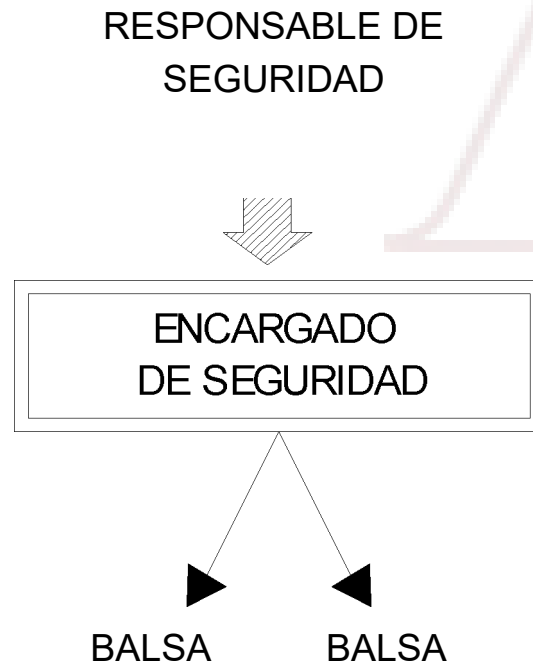 RESPONSABLE DE
SEGURIDAD
ENCARGADO
DE SEGURIDAD
BALSA BALSA